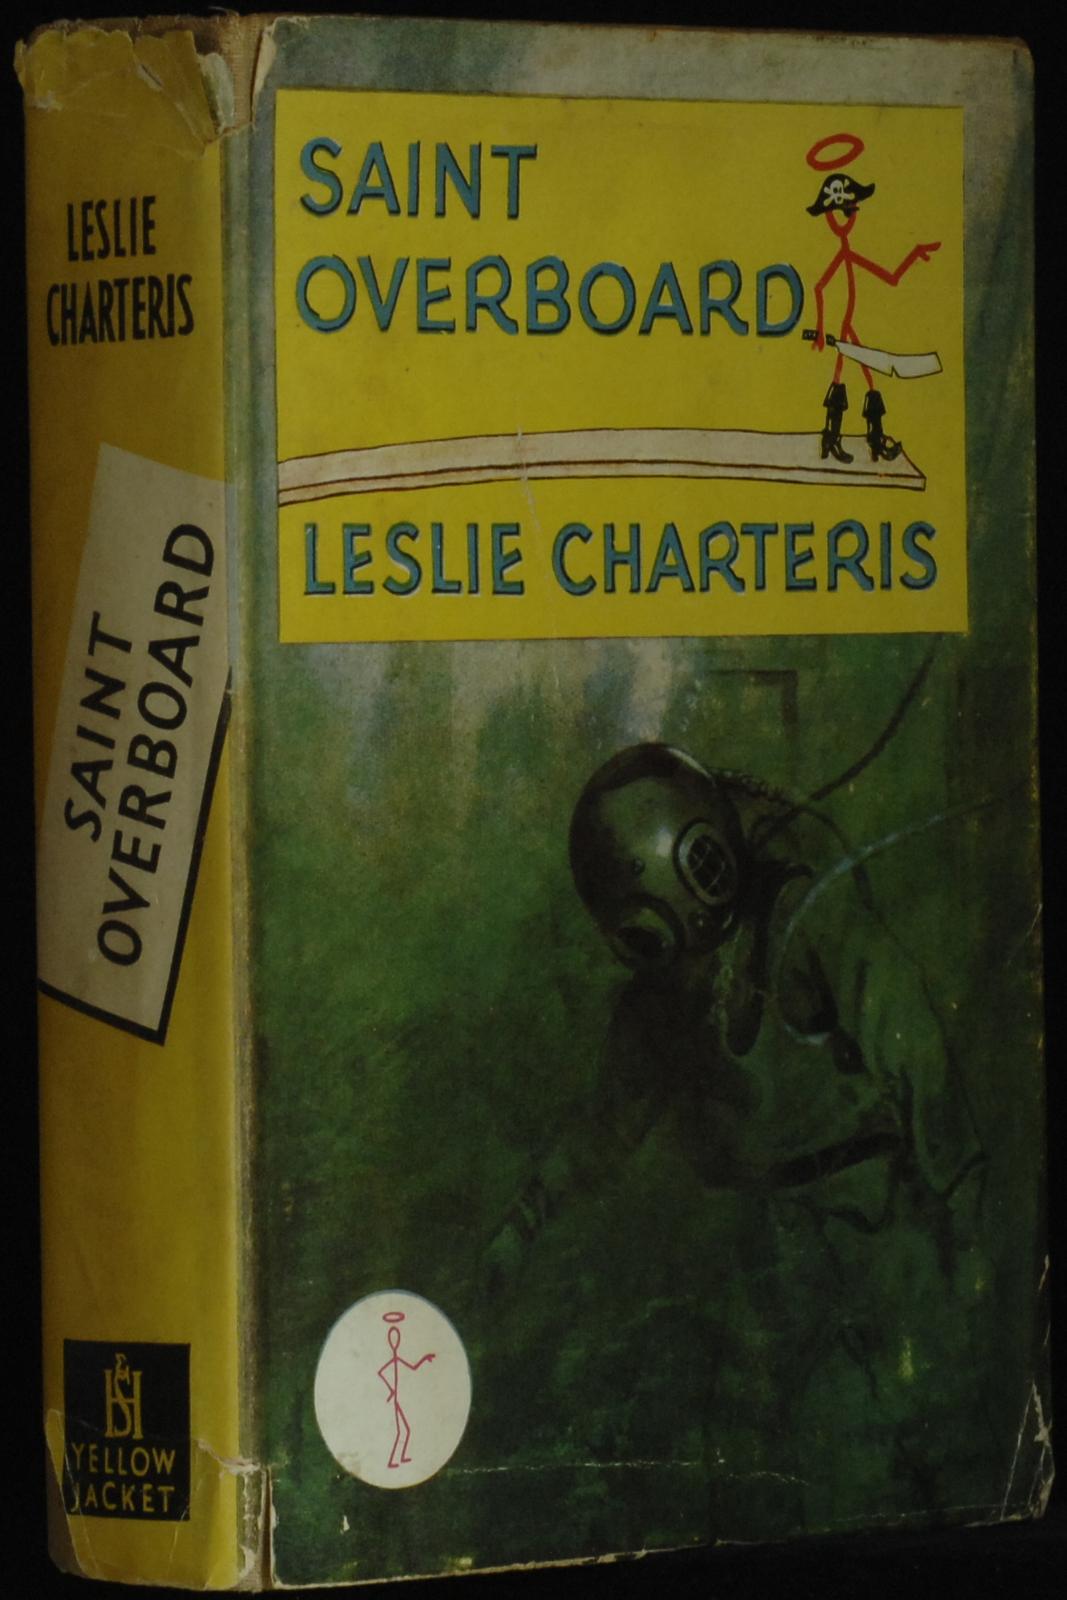 LESLIE
CHARTERIS
SAINT
OVERBOARD
H&S
YELLOW
JACKET
SAINT
OVERBOARD
LESLIE CHARTERIS